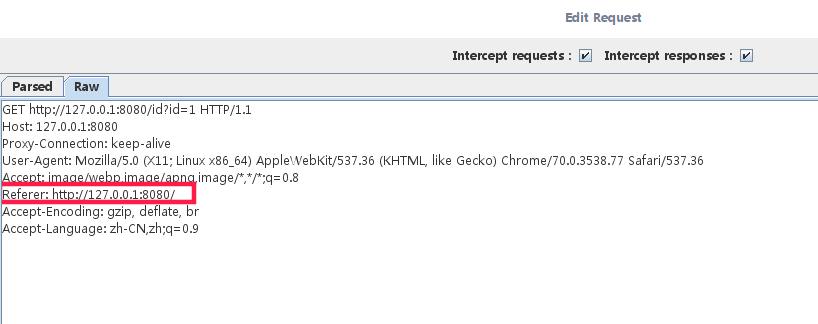 Edit Request
Intercept requests : Intercept responses :
Parsed Raw
GET http://127.0.0.1:8080/id?id=1 HTTP/1.1
Host: 127.0.0.1:8080
Proxy-Connection: keep-alive
User-Agent: Mozilla/5.0 (X11; Linux x86_64) AppleWebKit/537.36 (KHTML, like Gecko) Chrome/70.0.3538.77 Safari/537.36
Accept: image/webp,image/apng,image/*,*/*;q=0.8
Referer: http://127.0.0.1:8080/
Accept-Encoding: gzip, deflate, br
Accept-Language: zh-CN,zh;q=0.9